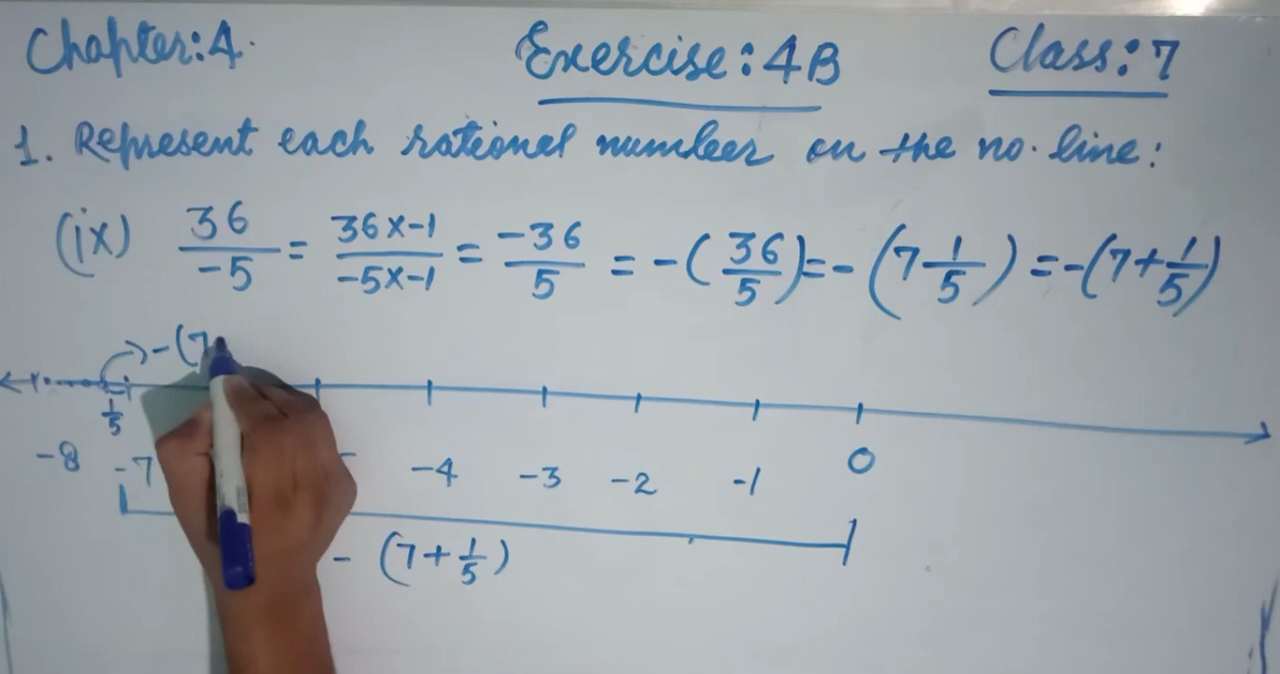 Chapter:4.
Exercise:4B
Class:7
1. Represent each rational number on the no. line:
(ix) 36/-5 = 36x-1/-5x-1 = -36/5 = -(36/5) = -(7 1/5) = -(7+1/5)
-(7
1/5
-8 -7 -4 -3 -2 -1 0
-(7+1/5)